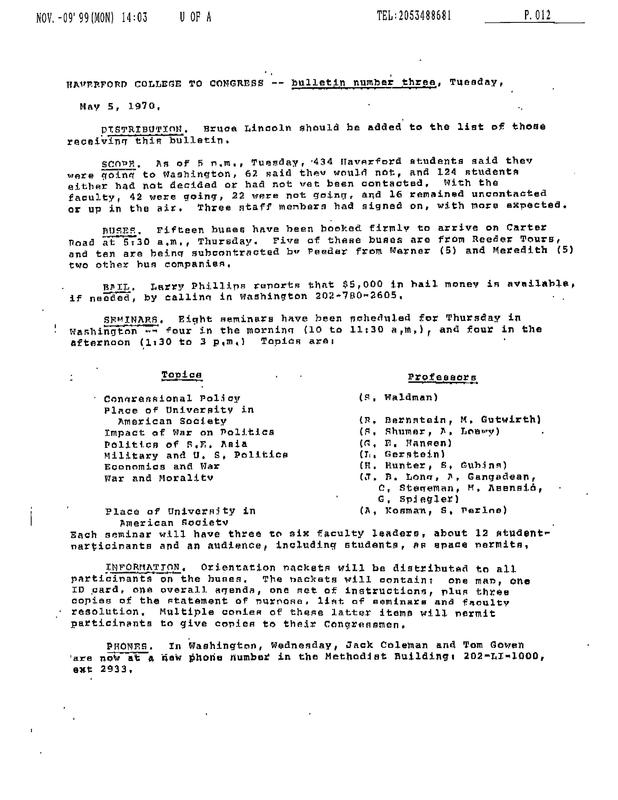 NOV. -09' 99 (MON) 14:03 U OF A TEL:2053488681 P. 012
HAVERFORD COLLEGE TO CONGRESS -- bulletin number three, Tuesday,
May 5, 1970.
DISTRIBUTION. Bruce Lincoln should be added to the list of those
receiving this bulletin.
SCOPE. As of 5 p.m., Tuesday, 434 Haverford students said they
were going to Washington, 62 said they would not, and 124 students
either had not decided or had not yet been contacted. With the
faculty, 42 were going, 22 were not going, and 16 remained uncontacted
or up in the air. Three staff members had signed on, with more expected.
BUSES. Fifteen buses have been booked firmly to arrive on Carter
Road at 5:30 a.m., Thursday. Five of these buses are from Reeder Tours,
and ten are being subcontracted by Reeder from Warner (5) and Meredith (5)
two other bus companies.
BAIL. Larry Phillips reports that $5,000 in bail money is available,
if needed, by calling in Washington 202-780-2605.
SEMINARS. Eight seminars have been scheduled for Thursday in
Washington -- four in the morning (10 to 11:30 a.m.), and four in the
afternoon (1:30 to 3 p.m.) Topics are:
Topics Professors
Congressional Policy (S. Waldman)
Place of University in
American Society (R. Bernstein, M. Gutwirth)
Impact of War on Politics (S. Shumer, A. Loewy)
Politics of S.E. Asia (G. E. Hansen)
Military and U. S. Politics (L. Gerstein)
Economics and War (H. Hunter, S. Gubins)
War and Morality (J. B. Long, A. Gangadean,
C. Stegeman, M. Asensio,
G. Spiegler)
Place of University in (A. Kosman, S. Perloe)
American Society
Each seminar will have three to six faculty leaders, about 12 student-
participants and an audience, including students, as space permits.
INFORMATION. Orientation packets will be distributed to all
participants on the buses. The packets will contain: one map, one
ID card, one overall agenda, one set of instructions, plus three
copies of the statement of purpose, list of seminars and faculty
resolution. Multiple copies of these latter items will permit
participants to give copies to their Congressmen.
PHONES. In Washington, Wednesday, Jack Coleman and Tom Gowen
are now at a new phone number in the Methodist Building: 202-LI-1000,
ext 2933.